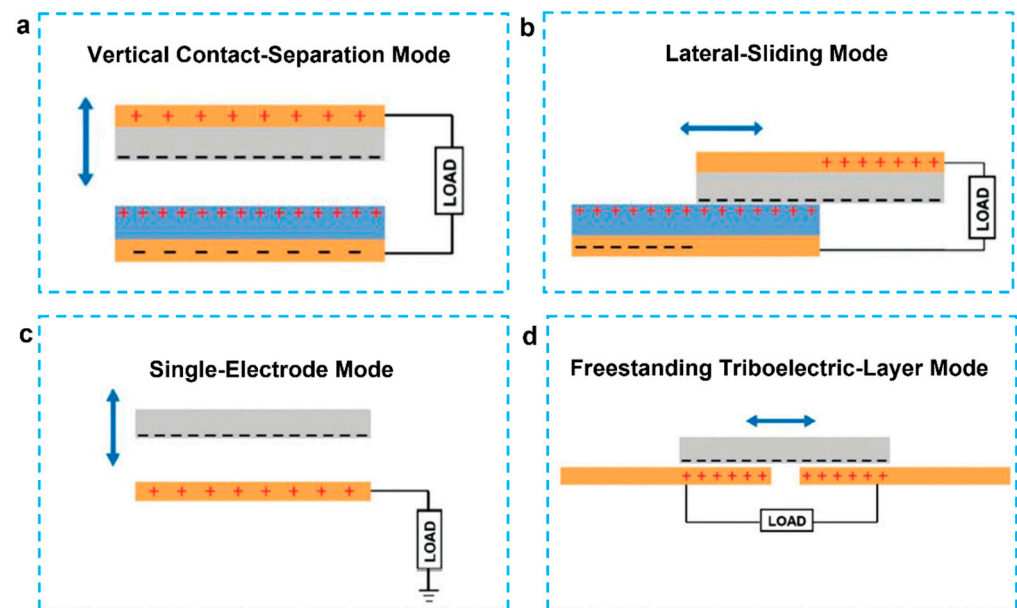 a
Vertical Contact-Separation Mode
LOAD
b
Lateral-Sliding Mode
LOAD
c
Single-Electrode Mode
LOAD
d
Freestanding Triboelectric-Layer Mode
LOAD